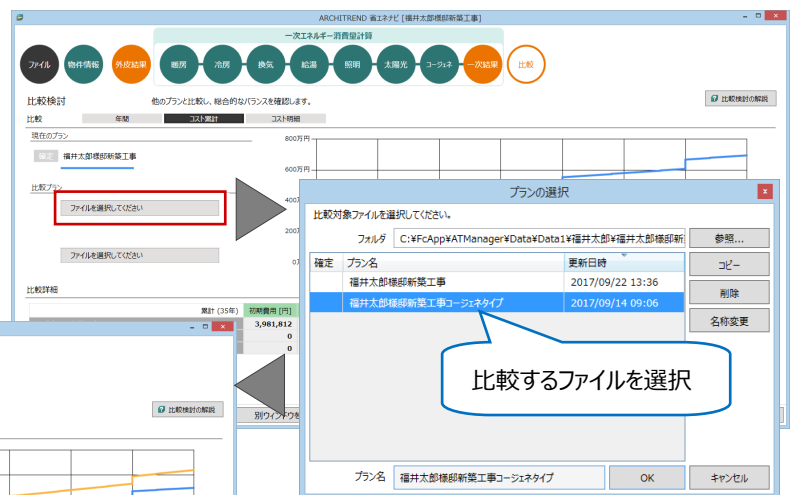 ARCHITREND 省エネナビ [福井太郎様邸新築工事]
一次エネルギー消費量計算
ファイル 物件情報 外皮結果 暖房 冷房 換気 給湯 照明 太陽光 コージェネ 一次結果 比較
比較検討 他のプランと比較し、総合的なバランスを確認します。 比較検討の解説
比較 年間 コスト累計 コスト明細
現在のプラン
800万円
確定 福井太郎様邸新築工事
600万円
比較プラン
ファイルを選択してください
400
200
ファイルを選択してください
0
比較詳細
累計 (35年) 初期費用 [円]
3,981,812
0
0
別ウィンドウを
プランの選択
比較対象ファイルを選択してください。
フォルダ C:¥FcApp¥ATManager¥Data¥Data1¥福井太郎¥福井太郎様邸新 参照...
確定 プラン名 更新日時 コピー
福井太郎様邸新築工事 2017/09/22 13:36
削除
福井太郎様邸新築工事コージェネタイプ 2017/09/14 09:06
名称変更
比較するファイルを選択
プラン名 福井太郎様邸新築工事コージェネタイプ OK キャンセル
比較検討の解説